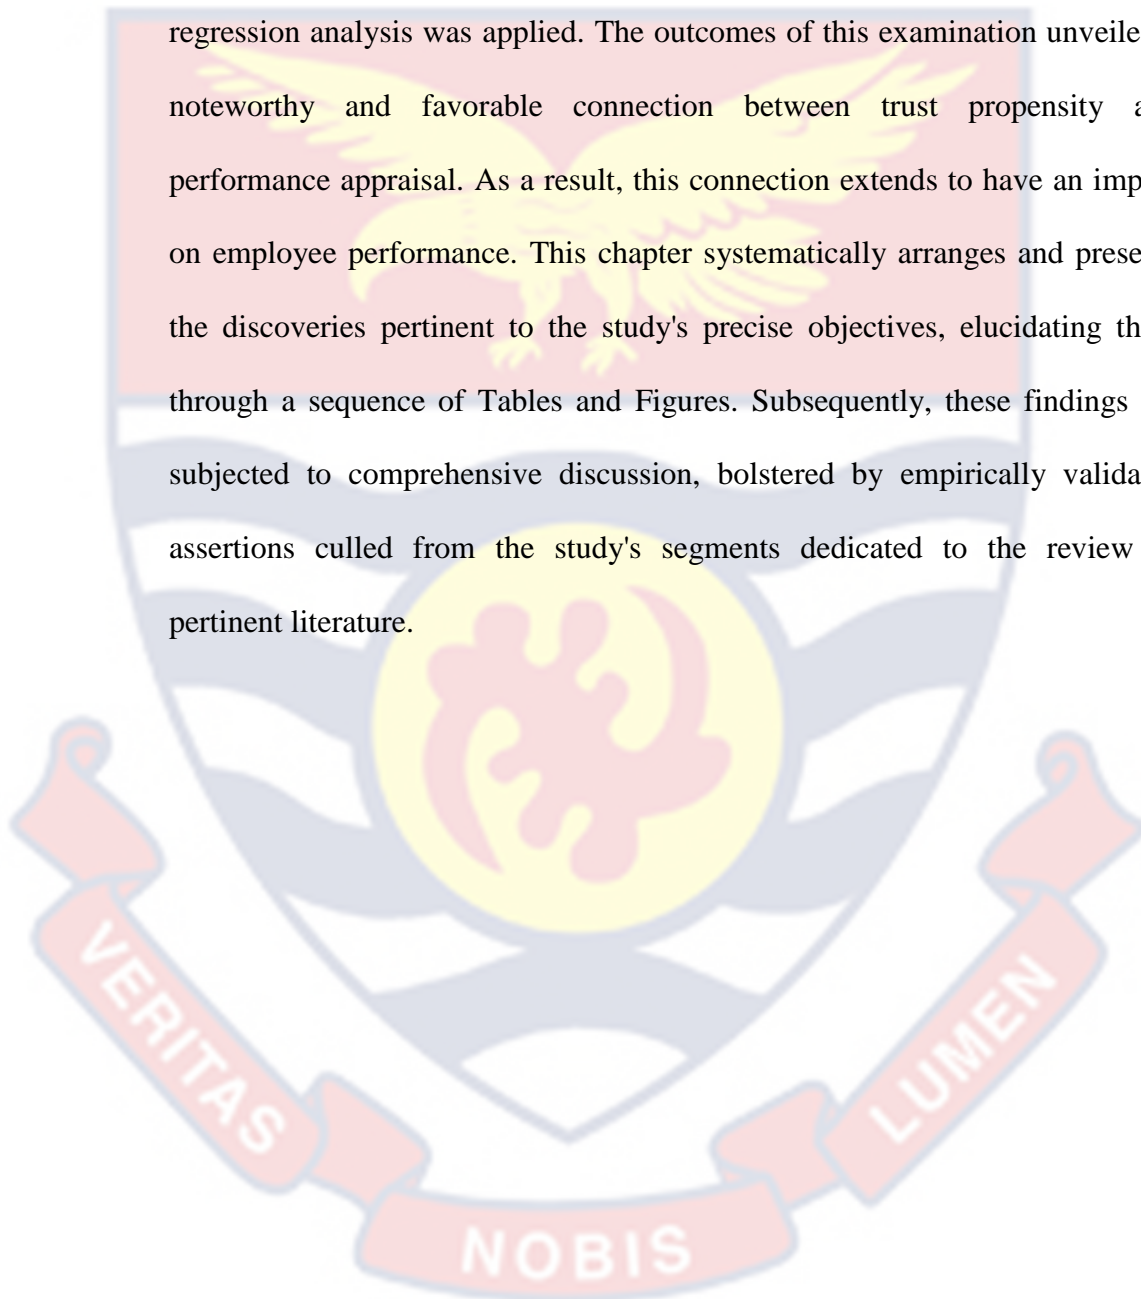 regression analysis was applied. The outcomes of this examination unveile
noteworthy and favorable connection between trust propensity a
performance appraisal. As a result, this connection extends to have an imp
on employee performance. This chapter systematically arranges and prese
the discoveries pertinent to the study's precise objectives, elucidating th
through a sequence of Tables and Figures. Subsequently, these findings
subjected to comprehensive discussion, bolstered by empirically valida
assertions culled from the study's segments dedicated to the review
pertinent literature.
VERITAS
NOBIS
LUMEN